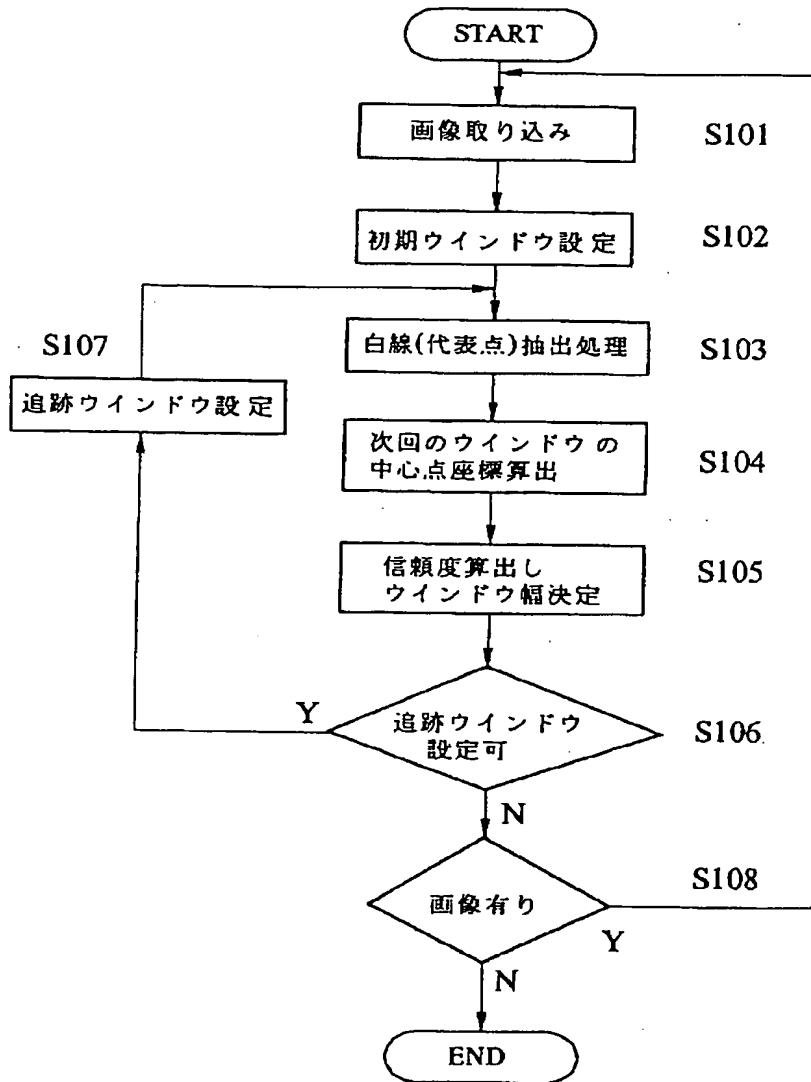 START
画像取り込み
S101
初期ウインドウ設定
S102
S107
白線(代表点)抽出処理
S103
追跡ウインドウ設定
次回のウインドウの
中心点座標算出
S104
信頼度算出し
ウインドウ幅決定
S105
Y
追跡ウインドウ
設定可
S106
N
S108
画像有り
Y
N
END